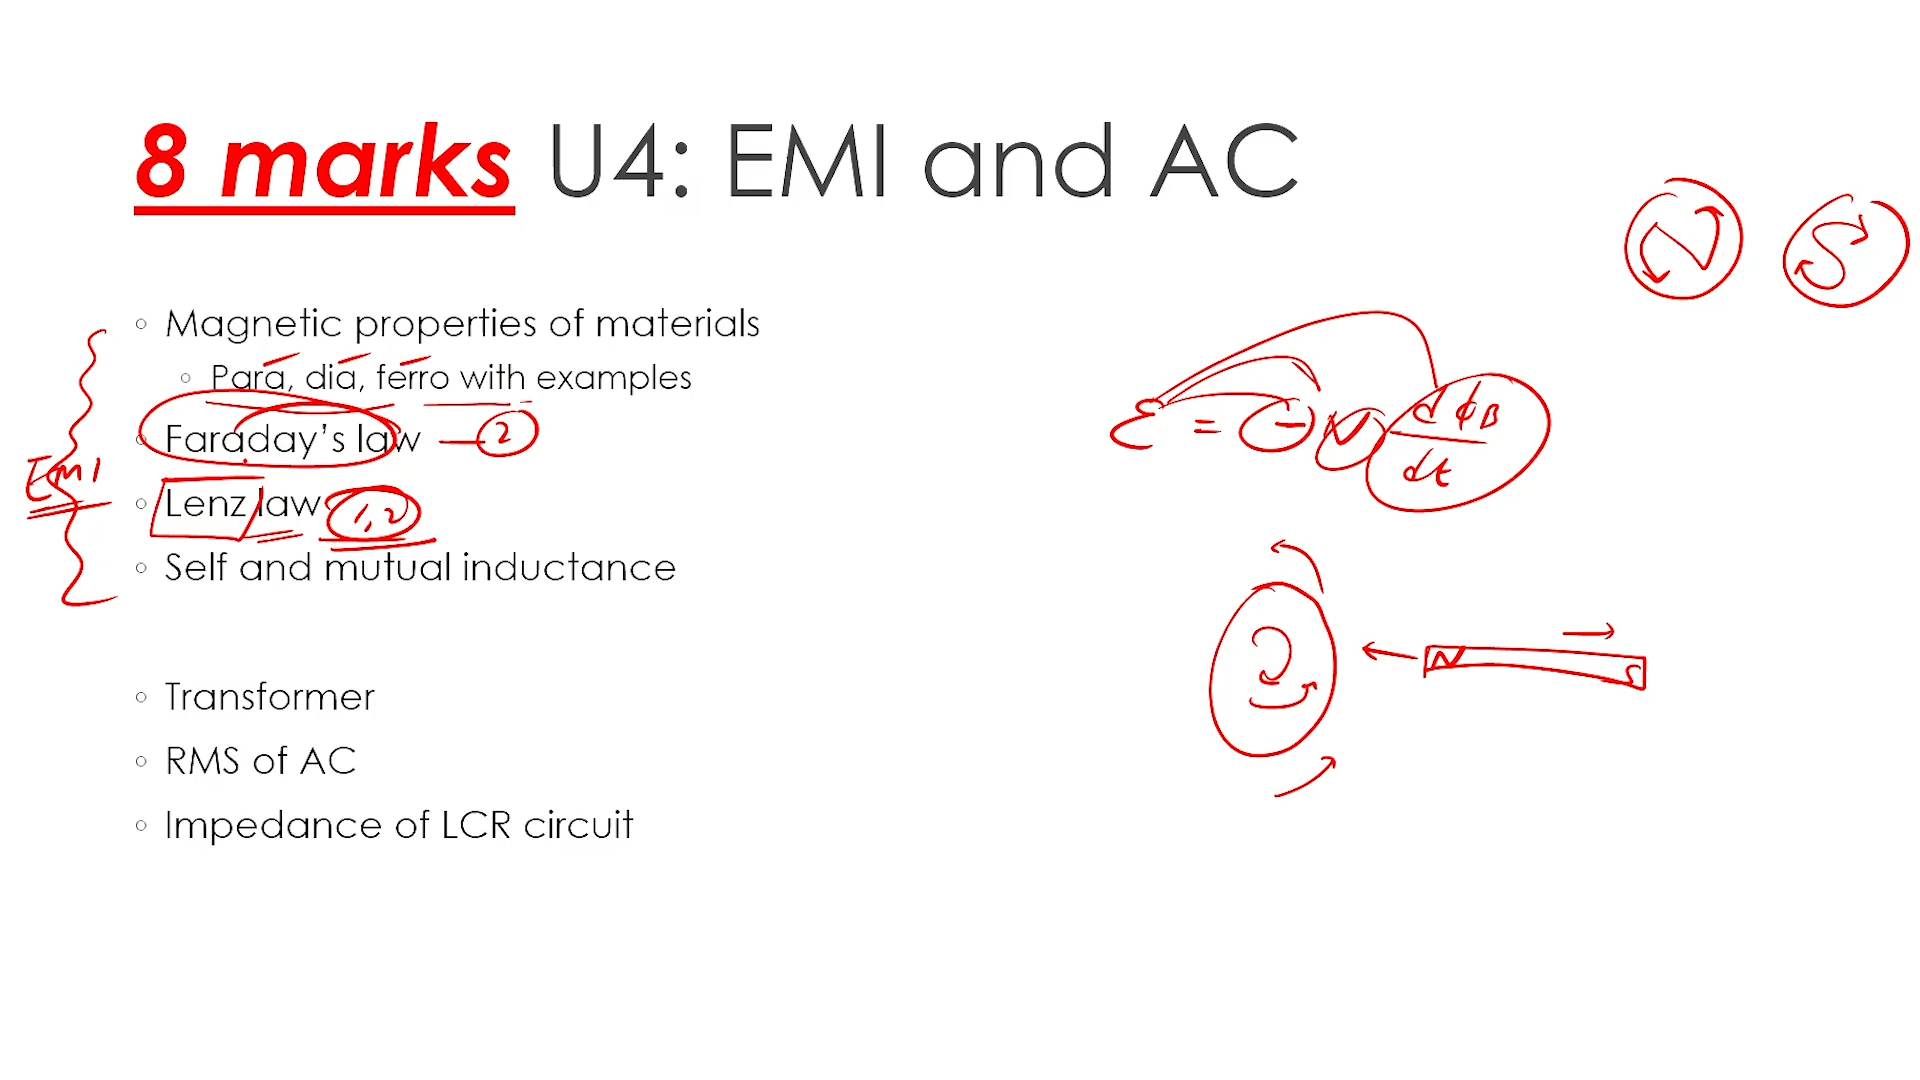 8 marks U4: EMI and AC
N S
Magnetic properties of materials
Para, dia, ferro with examples
Faraday's law — 2
ε = - N dϕB/dt
EMI
Lenz law 1,2
Self and mutual inductance
N S
Transformer
RMS of AC
Impedance of LCR circuit